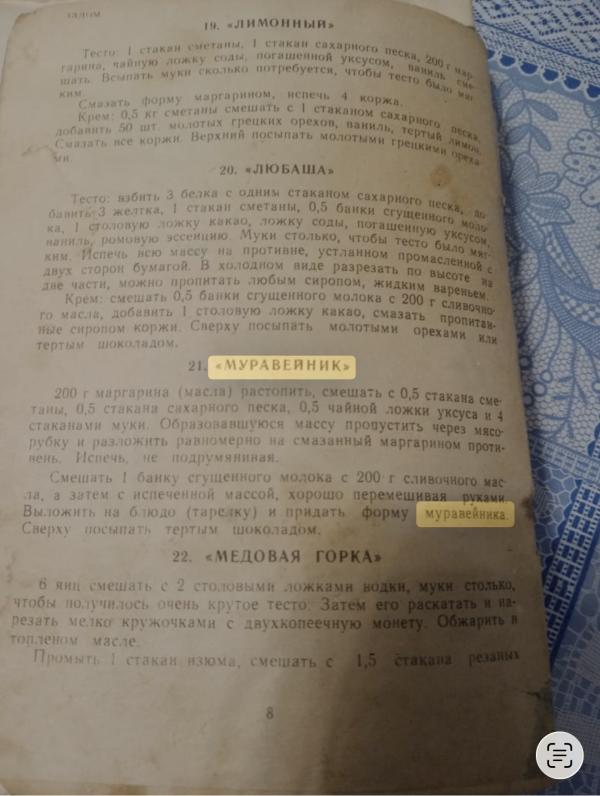 задом
19. «ЛИМОННЫЙ»
Тесто: 1 стакан сметаны, 1 стакан сахарного песка, 200 г мар-
гарина, чайную ложку соды, погашенной уксусом, ваниль сме-
шать. Всыпать муки сколько потребуется, чтобы тесто было мяг-
ким.
Смазать форму маргарином, испечь 4 коржа.
Крем: 0,5 кг сметаны смешать с 1 стаканом сахарного песка,
добавить 50 шт. молотых грецких орехов, ваниль, тертый лимон.
Смазать все коржи. Верхний посыпать молотыми грецкими ореха-
ми.
20. «ЛЮБАША»
Тесто: взбить 3 белка с одним стаканом сахарного песка, до-
бавить 3 желтка, 1 стакан сметаны, 0,5 банки сгущенного моло-
ка, 1 столовую ложку какао, ложку соды, погашенную уксусом,
ваниль, ромовую эссенцию. Муки столько, чтобы тесто было мяг-
ким. Испечь всю массу на противне, устланном промасленной с
двух сторон бумагой. В холодном виде разрезать по высоте на
две части, можно пропитать любым сиропом, жидким вареньем.
Крем: смешать 0,5 банки сгущенного молока с 200 г сливочно-
го масла, добавить 1 столовую ложку какао, смазать пропитан-
ные сиропом коржи. Сверху посыпать молотыми орехами или
тертым шоколадом.
21. «МУРАВЕЙНИК»
200 г маргарина (масла) растопить, смешать с 0,5 стакана сме-
таны, 0,5 стакана сахарного песка, 0,5 чайной ложки уксуса и 4
стаканами муки. Образовавшуюся массу пропустить через мясо-
рубку и разложить равномерно на смазанный маргарином проти-
вень. Испечь, не подрумянивая.
Смешать 1 банку сгущенного молока с 200 г сливочного мас-
ла, а затем с испеченной массой, хорошо перемешивая руками.
Выложить на блюдо (тарелку) и придать форму муравейника.
Сверху посыпать тертым шоколадом.
22. «МЕДОВАЯ ГОРКА»
6 яиц смешать с 2 столовыми ложками водки, муки столько,
чтобы получилось очень крутое тесто. Затем его раскатать и на-
резать мелко кружочками с двухкопеечную монету. Обжарить в
топленом масле.
Промыть 1 стакан изюма, смешать с 1,5 стакана резаных
8